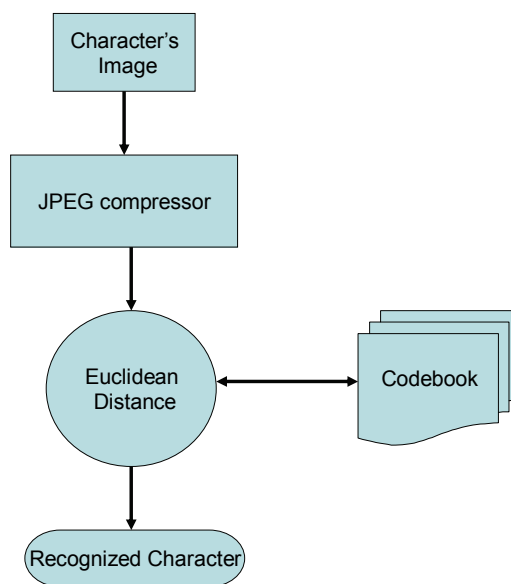 Character’s
Image
JPEG compressor
Euclidean
Distance
Codebook
Recognized Character